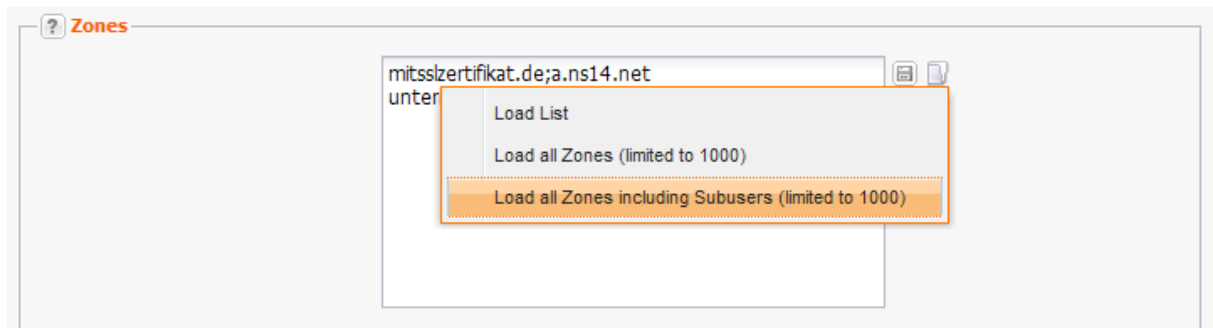 ? Zones
mitsslzertifikat.de;a.ns14.net
unter
Load List
Load all Zones (limited to 1000)
Load all Zones including Subusers (limited to 1000)